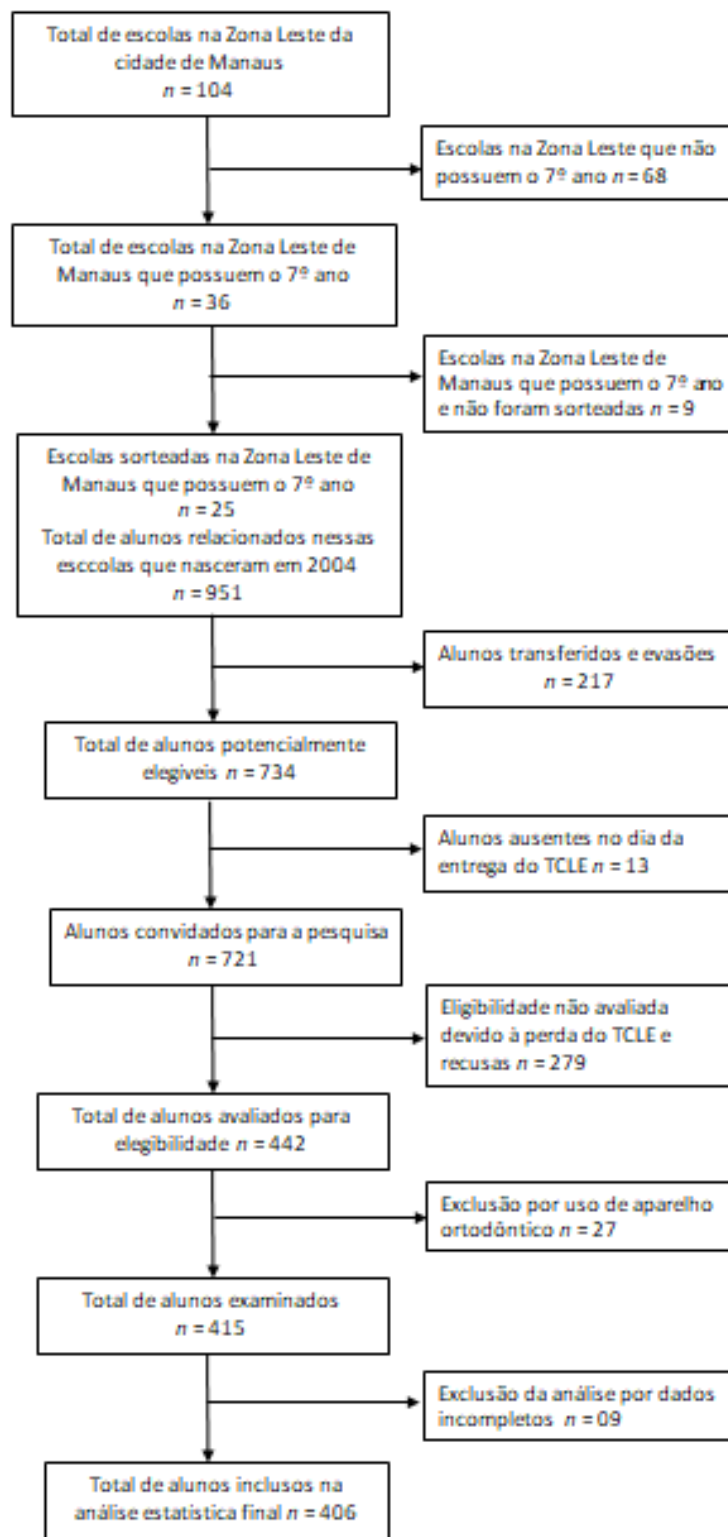 Total de escolas na Zona Leste da
cidade de Manaus
n = 104
Escolas na Zona Leste que não
possuem o 7º ano n = 68
Total de escolas na Zona Leste de
Manaus que possuem o 7º ano
n = 36
Escolas na Zona Leste de
Manaus que possuem o 7º ano
e não foram sorteadas n = 9
Escolas sorteadas na Zona Leste de
Manaus que possuem o 7º ano
n = 25
Total de alunos relacionados nessas
esccolas que nasceram em 2004
n = 951
Alunos transferidos e evasões
n = 217
Total de alunos potencialmente
elegíveis n = 734
Alunos ausentes no dia da
entrega do TCLE n = 13
Alunos convidados para a pesquisa
n = 721
Eligibilidade não avaliada
devido à perda do TCLE e
recusas n = 279
Total de alunos avaliados para
elegibilidade n = 442
Exclusão por uso de aparelho
ortodôntico n = 27
Total de alunos examinados
n = 415
Exclusão da análise por dados
incompletos n = 09
Total de alunos inclusos na
análise estatística final n = 406